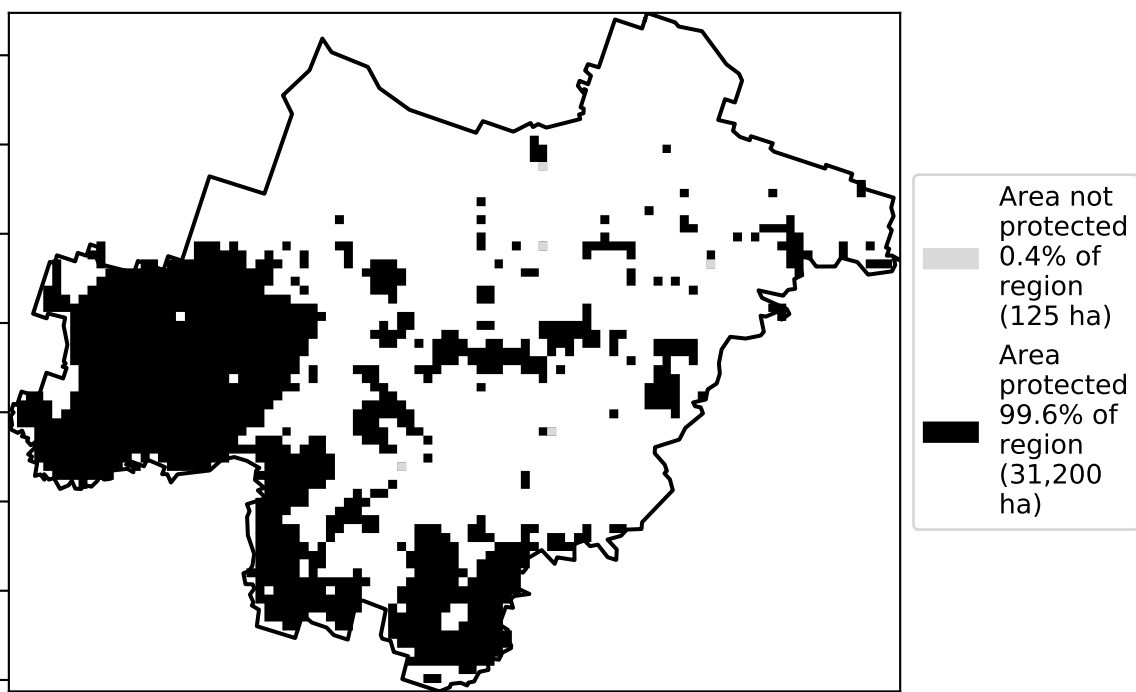 Area not
protected
0.4% of
region
(125 ha)
Area
protected
99.6% of
region
(31,200
ha)